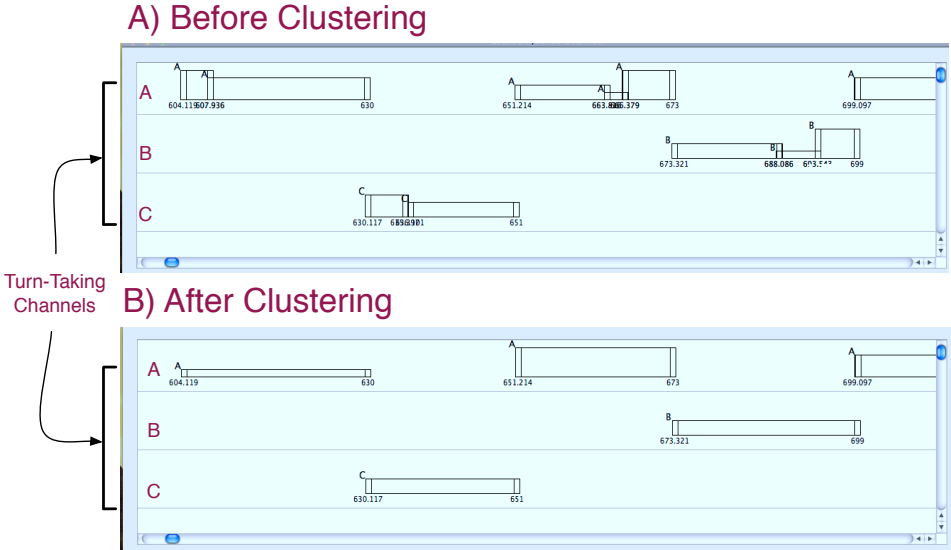 A) Before Clustering
A
A
A
604.119
607.936
630
A
A
A
651.214
673
A
699.097
B
B
673.321
B
688.086
B
699
C
C
630.117
C
651
Turn-Taking
Channels
B) After Clustering
A
A
604.119
630
A
651.214
673
A
699.097
B
B
673.321
699
C
C
630.117
651